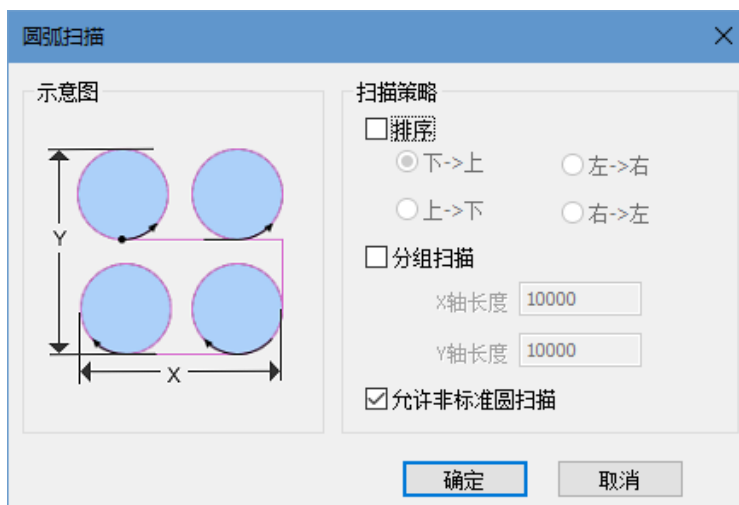 圆弧扫描
示意图
Y
X
扫描策略
排序
下->上
左->右
上->下
右->左
分组扫描
X轴长度 10000
Y轴长度 10000
允许非标准圆扫描
确定
取消